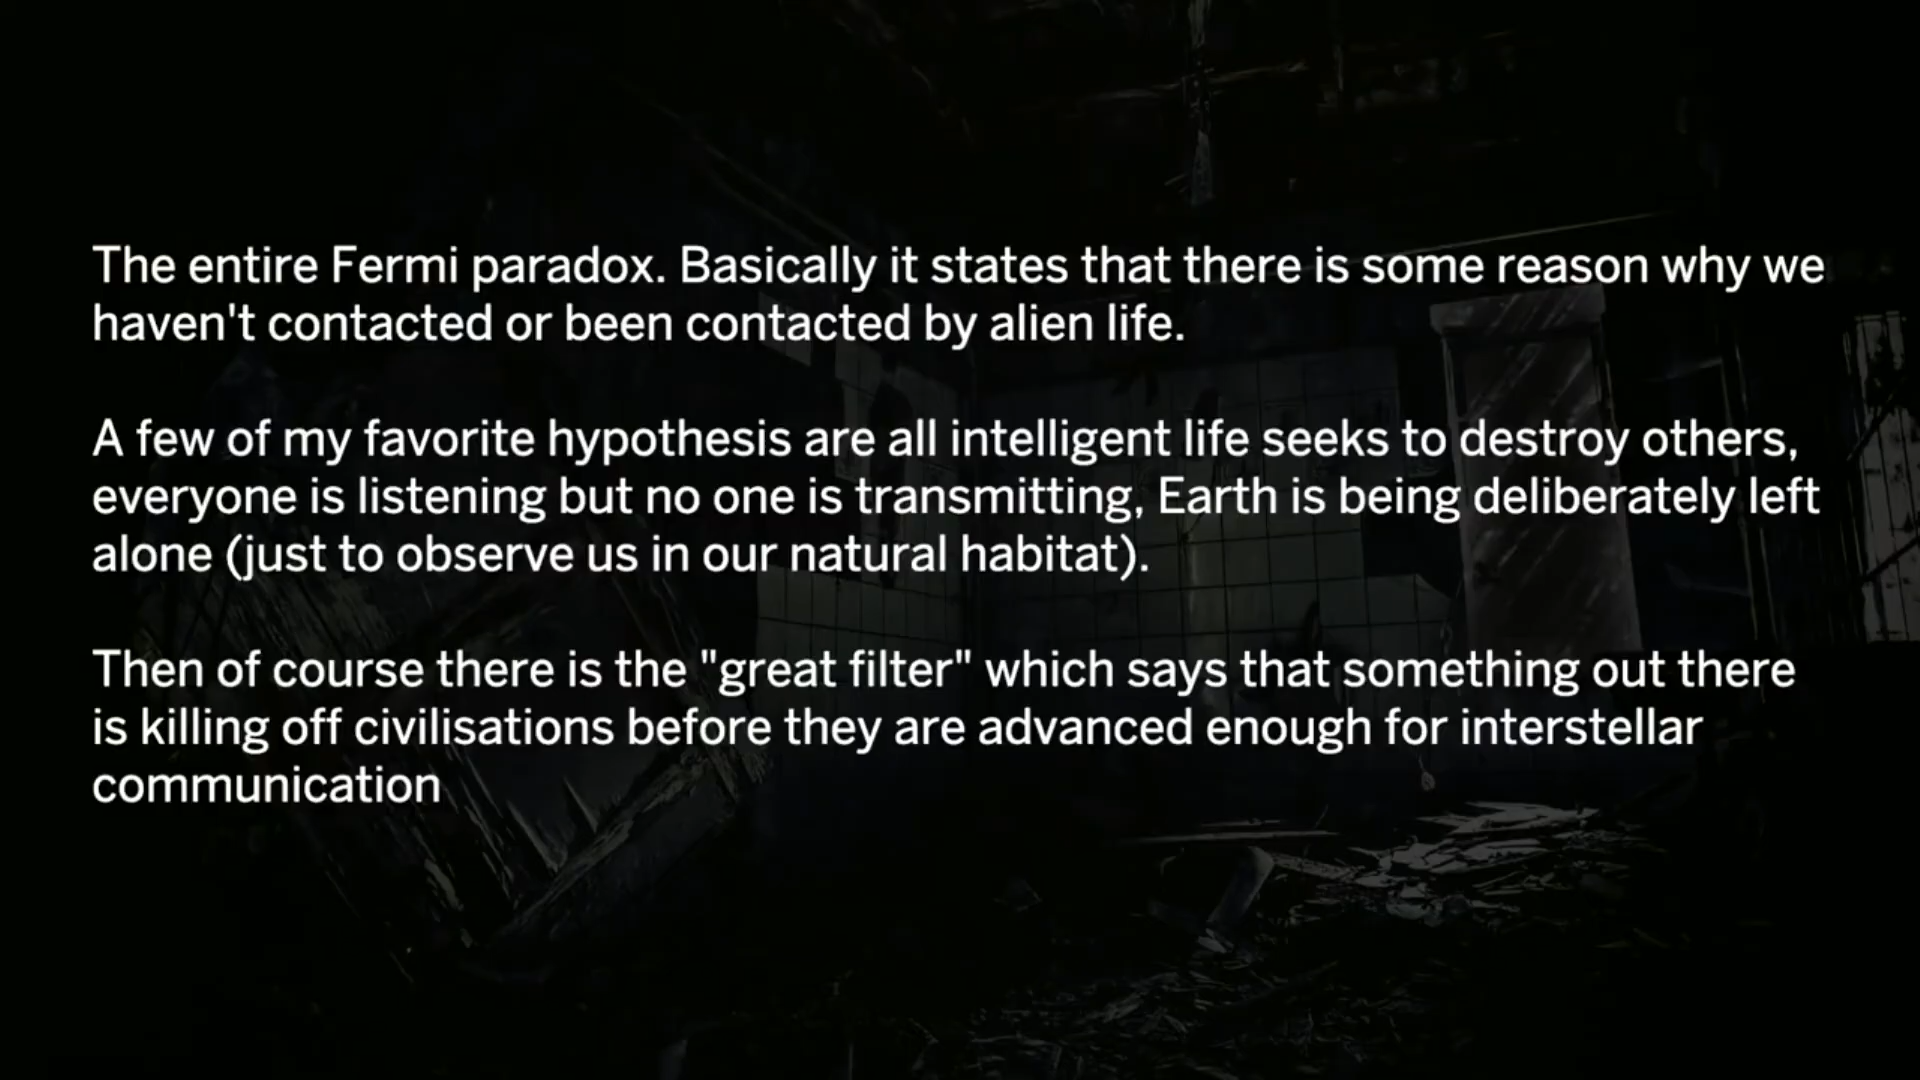 The entire Fermi paradox. Basically it states that there is some reason why we
haven't contacted or been contacted by alien life.
A few of my favorite hypothesis are all intelligent life seeks to destroy others,
everyone is listening but no one is transmitting, Earth is being deliberately left
alone (just to observe us in our natural habitat).
Then of course there is the "great filter" which says that something out there
is killing off civilisations before they are advanced enough for interstellar
communication